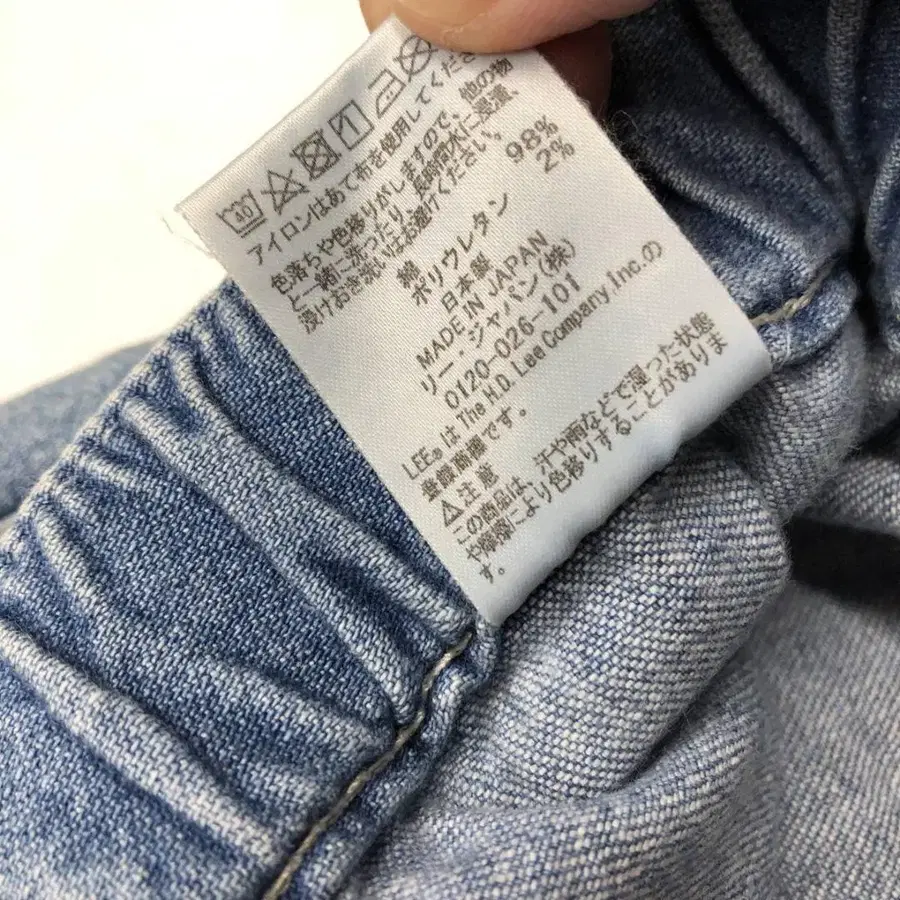 40
アイロンはあて布を使用してください。
色落ちや色移りがしますので、他の物
と一緒に洗ったり、長時間水に浸漬、
浸けおき洗いはお避けください。
綿 98%
ポリウレタン 2%
日本製
MADE IN JAPAN
リー・ジャパン(株)
0120-026-101
LEE® は The H.D. Lee Company, Inc. の
登録商標です。
⚠注意
この商品は、汗や雨などで湿った状態
や摩擦により色移りすることがありま
す。